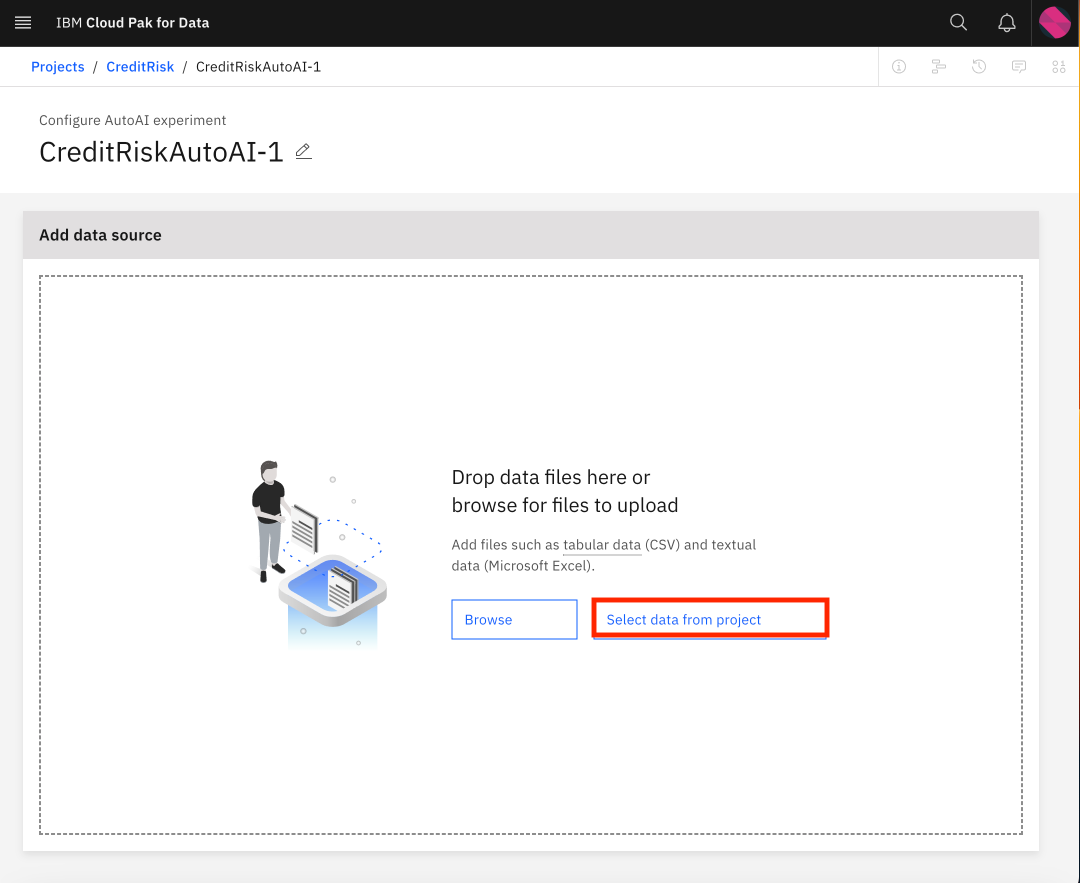 IBM Cloud Pak for Data
Projects / CreditRisk / CreditRiskAutoAI-1
Configure AutoAI experiment
CreditRiskAutoAI-1
Add data source
Drop data files here or
browse for files to upload
Add files such as tabular data (CSV) and textual
data (Microsoft Excel).
Browse
Select data from project